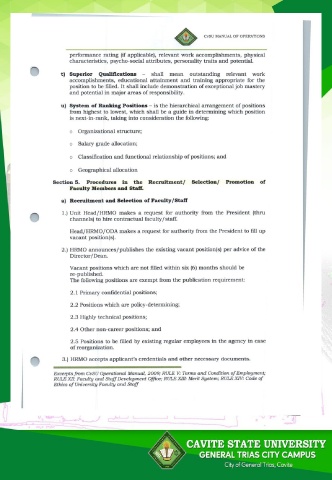 CvSU MANUAL OF OPERATIONS
performance rating (if applicable), relevant work accomplishments, physical
characteristics, psycho-social attributes, personality traits and potential.
t) Superior Qualifications – shall mean outstanding relevant work
accomplishments, educational attainment and training appropriate for the
position to be filled. It shall include demonstration of exceptional job mastery
and potential in major areas of responsibility.
u) System of Ranking Positions – is the hierarchical arrangement of positions
from highest to lowest, which shall be a guide in determining which position
is next-in-rank, taking into consideration the following:
o Organizational structure;
o Salary grade allocation;
o Classification and functional relationship of positions; and
o Geographical allocation
Section 5. Procedures in the Recruitment/ Selection/ Promotion of
Faculty Members and Staff.
a) Recruitment and Selection of Faculty/Staff
1.) Unit Head/HRMO makes a request for authority from the President (thru
channels) to hire contractual faculty/staff.
Head/HRMO/ODA makes a request for authority from the President to fill up
vacant position(s).
2.) HRMO announces/publishes the existing vacant position(s) per advice of the
Director/Dean.
Vacant positions which are not filled within six (6) months should be
re-published.
The following positions are exempt from the publication requirement:
2.1 Primary confidential positions;
2.2 Positions which are policy-determining;
2.3 Highly technical positions;
2.4 Other non-career positions; and
2.5 Positions to be filled by existing regular employees in the agency in case
of reorganization.
3.) HRMO accepts applicant's credentials and other necessary documents.
Excerpts from CvSU Operational Manual, 2009; RULE V: Terms and Condition of Employment;
RULE XII: Faculty and Staff Development Office; RULE XIII: Merit System; RULE XIV: Code of
Ethics of University Faculty and Staff
CAVITE STATE UNIVERSITY
GENERAL TRIAS CITY CAMPUS
City of General Trias, Cavite